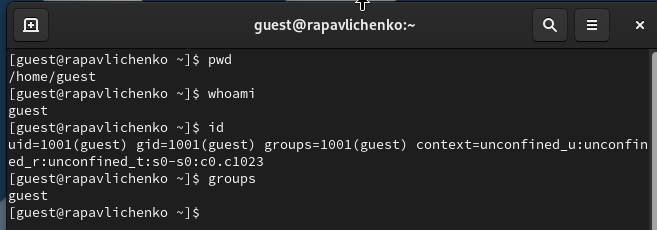 guest@rapavlichenko:~
[guest@rapavlichenko ~]$ pwd
/home/guest
[guest@rapavlichenko ~]$ whoami
guest
[guest@rapavlichenko ~]$ id
uid=1001(guest) gid=1001(guest) groups=1001(guest) context=unconfined_u:unconfin
ed_r:unconfined_t:s0-s0:c0.c1023
[guest@rapavlichenko ~]$ groups
guest
[guest@rapavlichenko ~]$